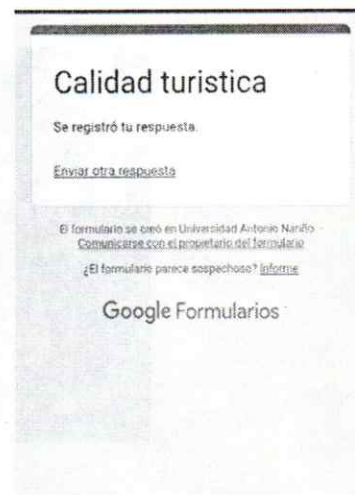 Calidad turistica
Se registró tu respuesta.
Enviar otra respuesta
El formulario se creó en Universidad Antonio Nariño
Comunicarse con el propietario del formulario
¿El formulario parece sospechoso? Informe
Google Formularios